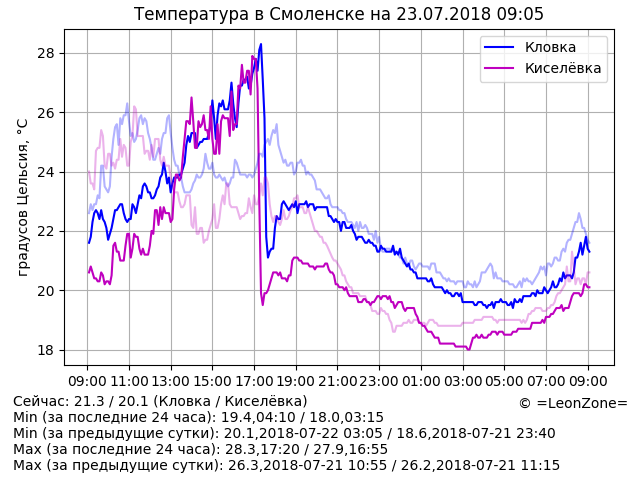 Температура в Смоленске на 23.07.2018 09:05
градусов Цельсия, °C
28
26
24
22
20
18
Кловка
Киселёвка
09:00 11:00 13:00 15:00 17:00 19:00 21:00 23:00 01:00 03:00 05:00 07:00 09:00
Сейчас: 21.3 / 20.1 (Кловка / Киселёвка)
© =LeonZone=
Min (за последние 24 часа): 19.4,04:10 / 18.0,03:15
Min (за предыдущие сутки): 20.1,2018-07-22 03:05 / 18.6,2018-07-21 23:40
Max (за последние 24 часа): 28.3,17:20 / 27.9,16:55
Max (за предыдущие сутки): 26.3,2018-07-21 10:55 / 26.2,2018-07-21 11:15